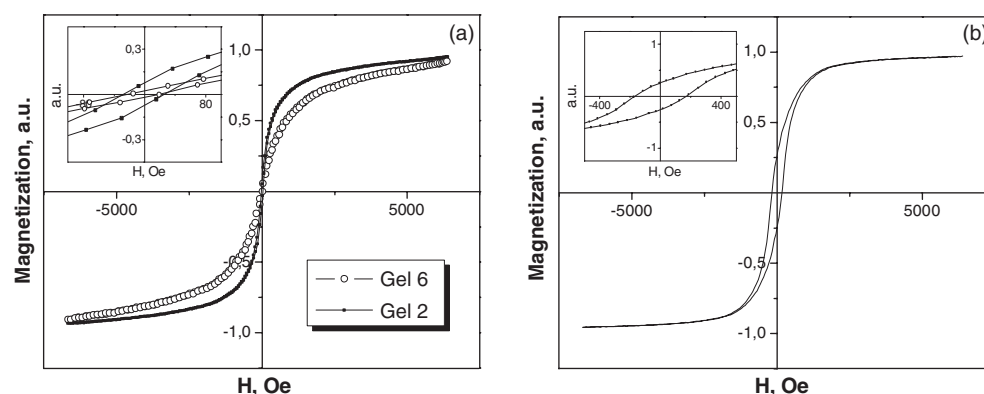 (a)
Magnetization, a.u.
1,0
0,5
-5000
5000
-1,0
H, Oe
a.u.
0,3
-0,3
80
H, Oe
Gel 6
Gel 2
(b)
Magnetization, a.u.
1,0
0,5
-5000
5000
-0,5
-1,0
H, Oe
a.u.
1
-400
400
-1
H, Oe